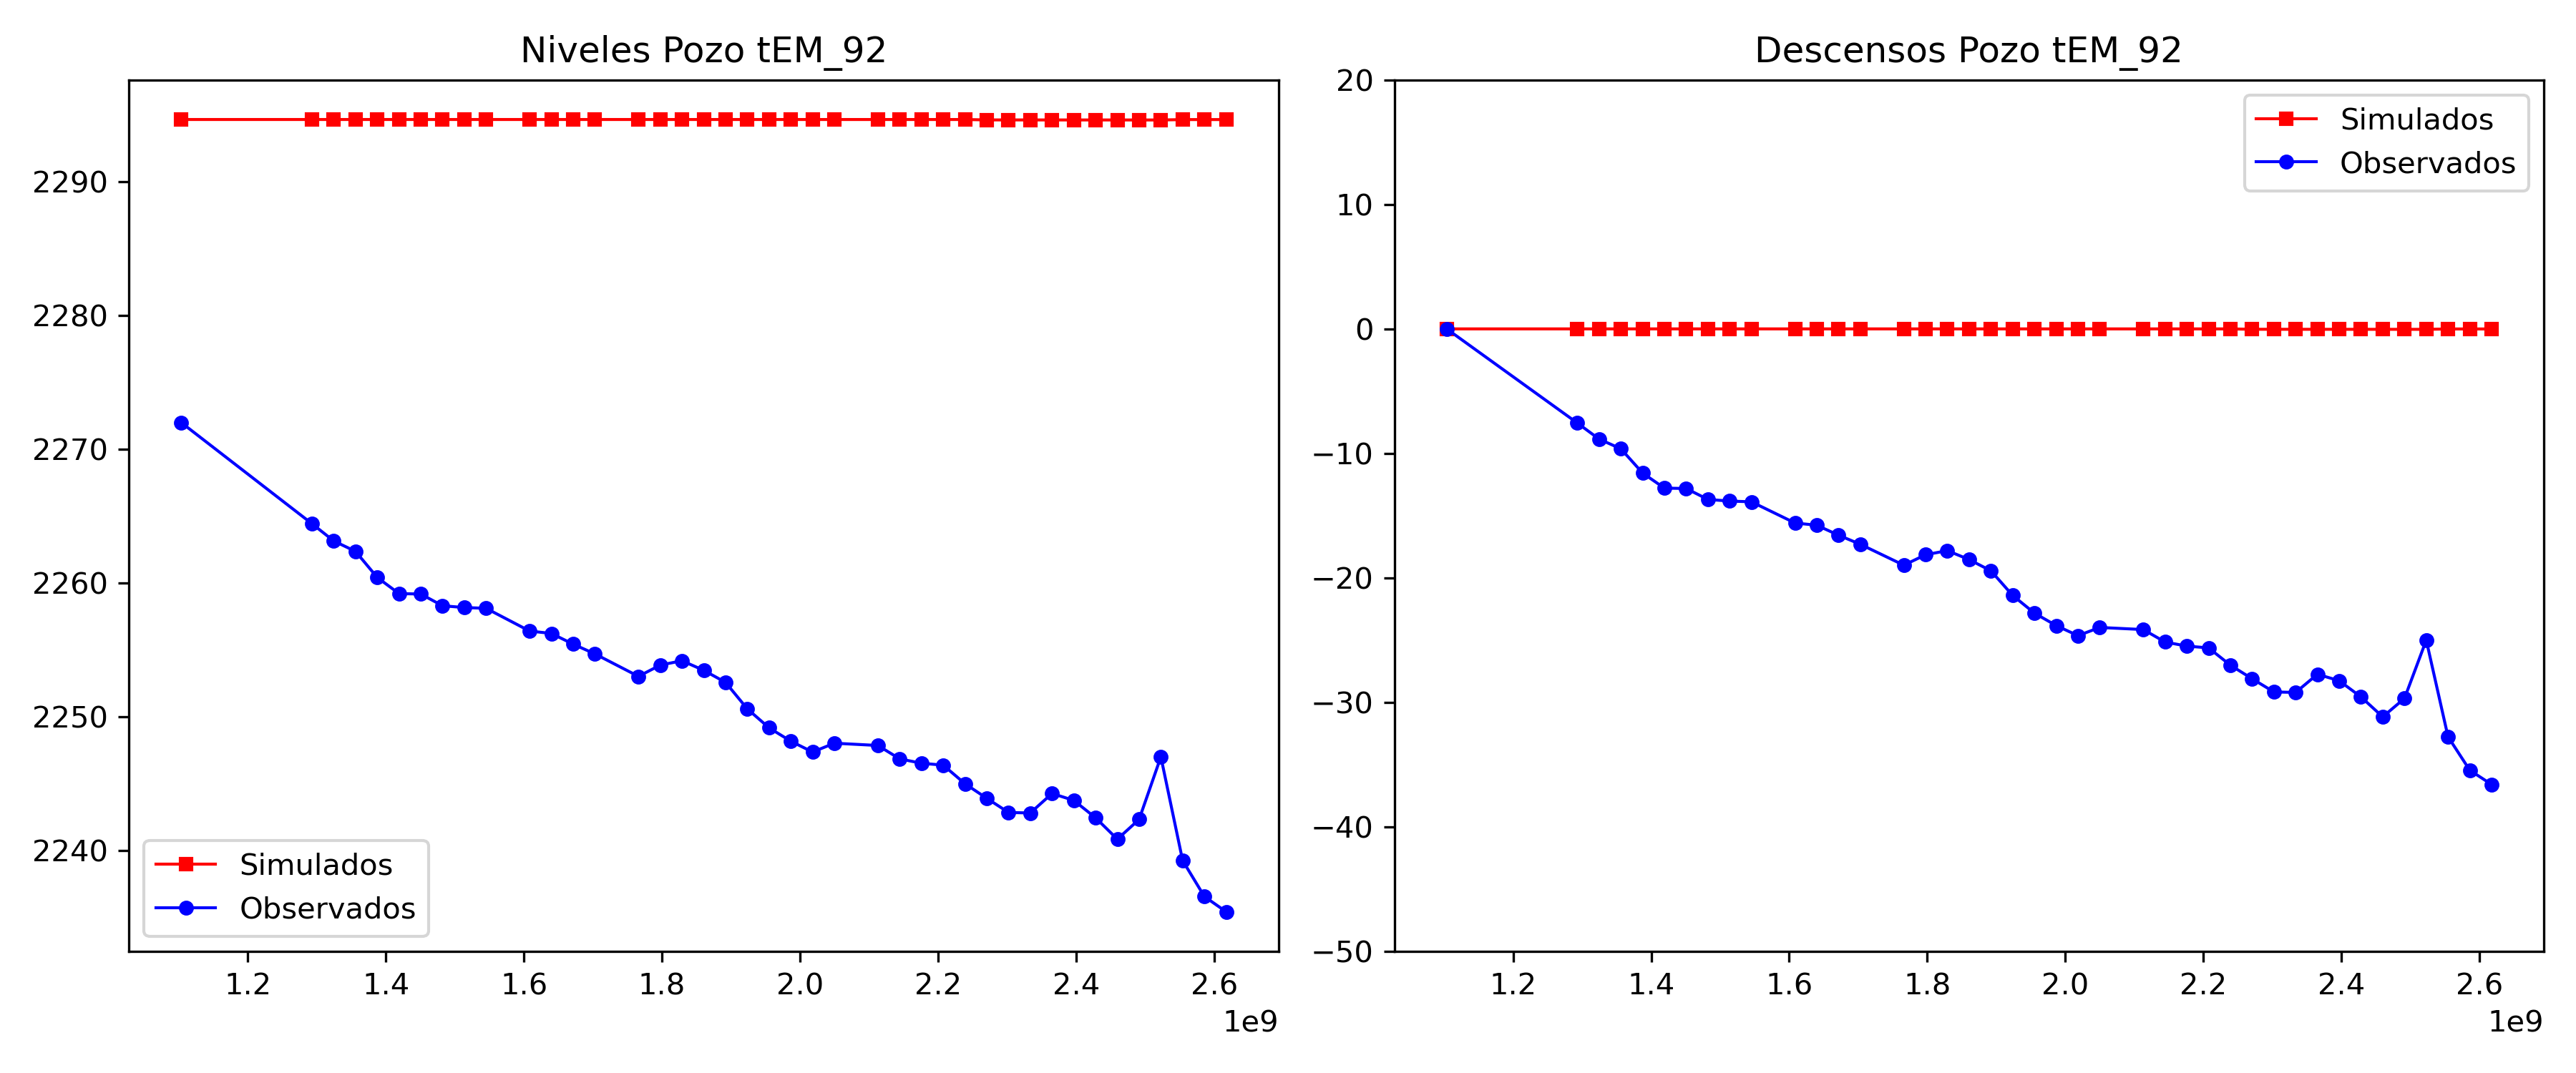 Niveles Pozo tEM_92
2290
2280
2270
2260
2250
2240
Simulados
Observados
1.2 1.4 1.6 1.8 2.0 2.2 2.4 2.6
1e9
Descensos Pozo tEM_92
20
10
0
−10
−20
−30
−40
−50
Simulados
Observados
1.2 1.4 1.6 1.8 2.0 2.2 2.4 2.6
1e9